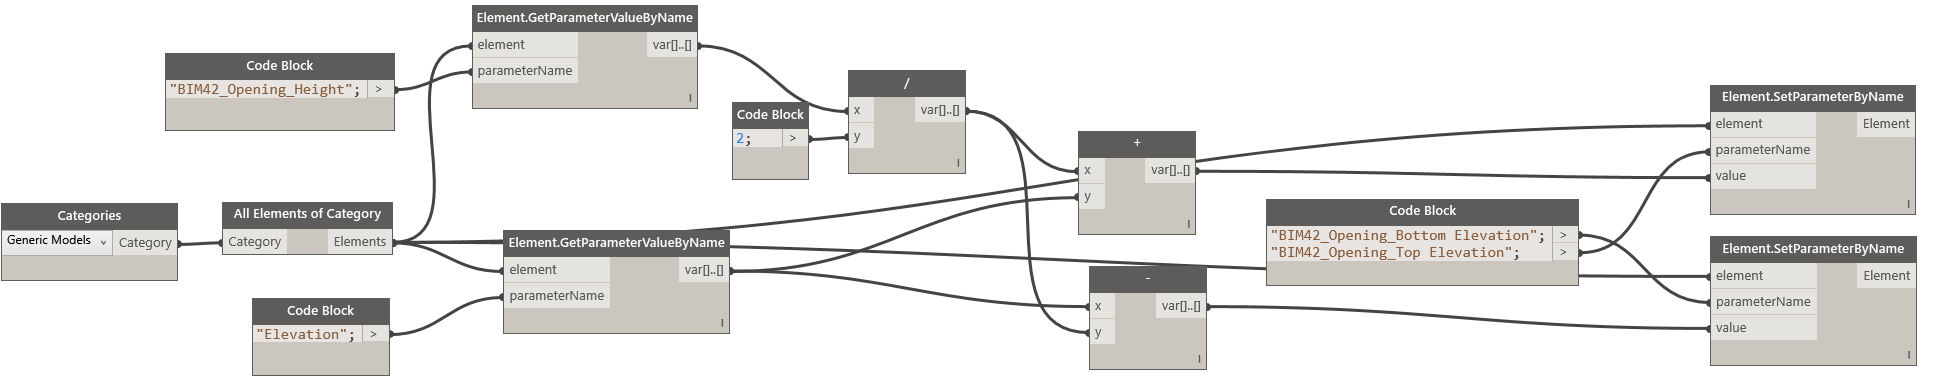 Categories
Generic Models
Category
All Elements of Category
Category
Elements
Code Block
"BIM42_Opening_Height";
>
Code Block
"Elevation";
>
Element.GetParameterValueByName
element
var[]..[]
parameterName
l
Element.GetParameterValueByName
element
var[]..[]
parameterName
l
Code Block
2;
>
/
x
var[]..[]
y
l
+
x
var[]..[]
y
l
-
x
var[]..[]
y
l
Code Block
"BIM42_Opening_Bottom Elevation";
>
"BIM42_Opening_Top Elevation";
>
Element.SetParameterByName
element
Element
parameterName
value
l
Element.SetParameterByName
element
Element
parameterName
value
l